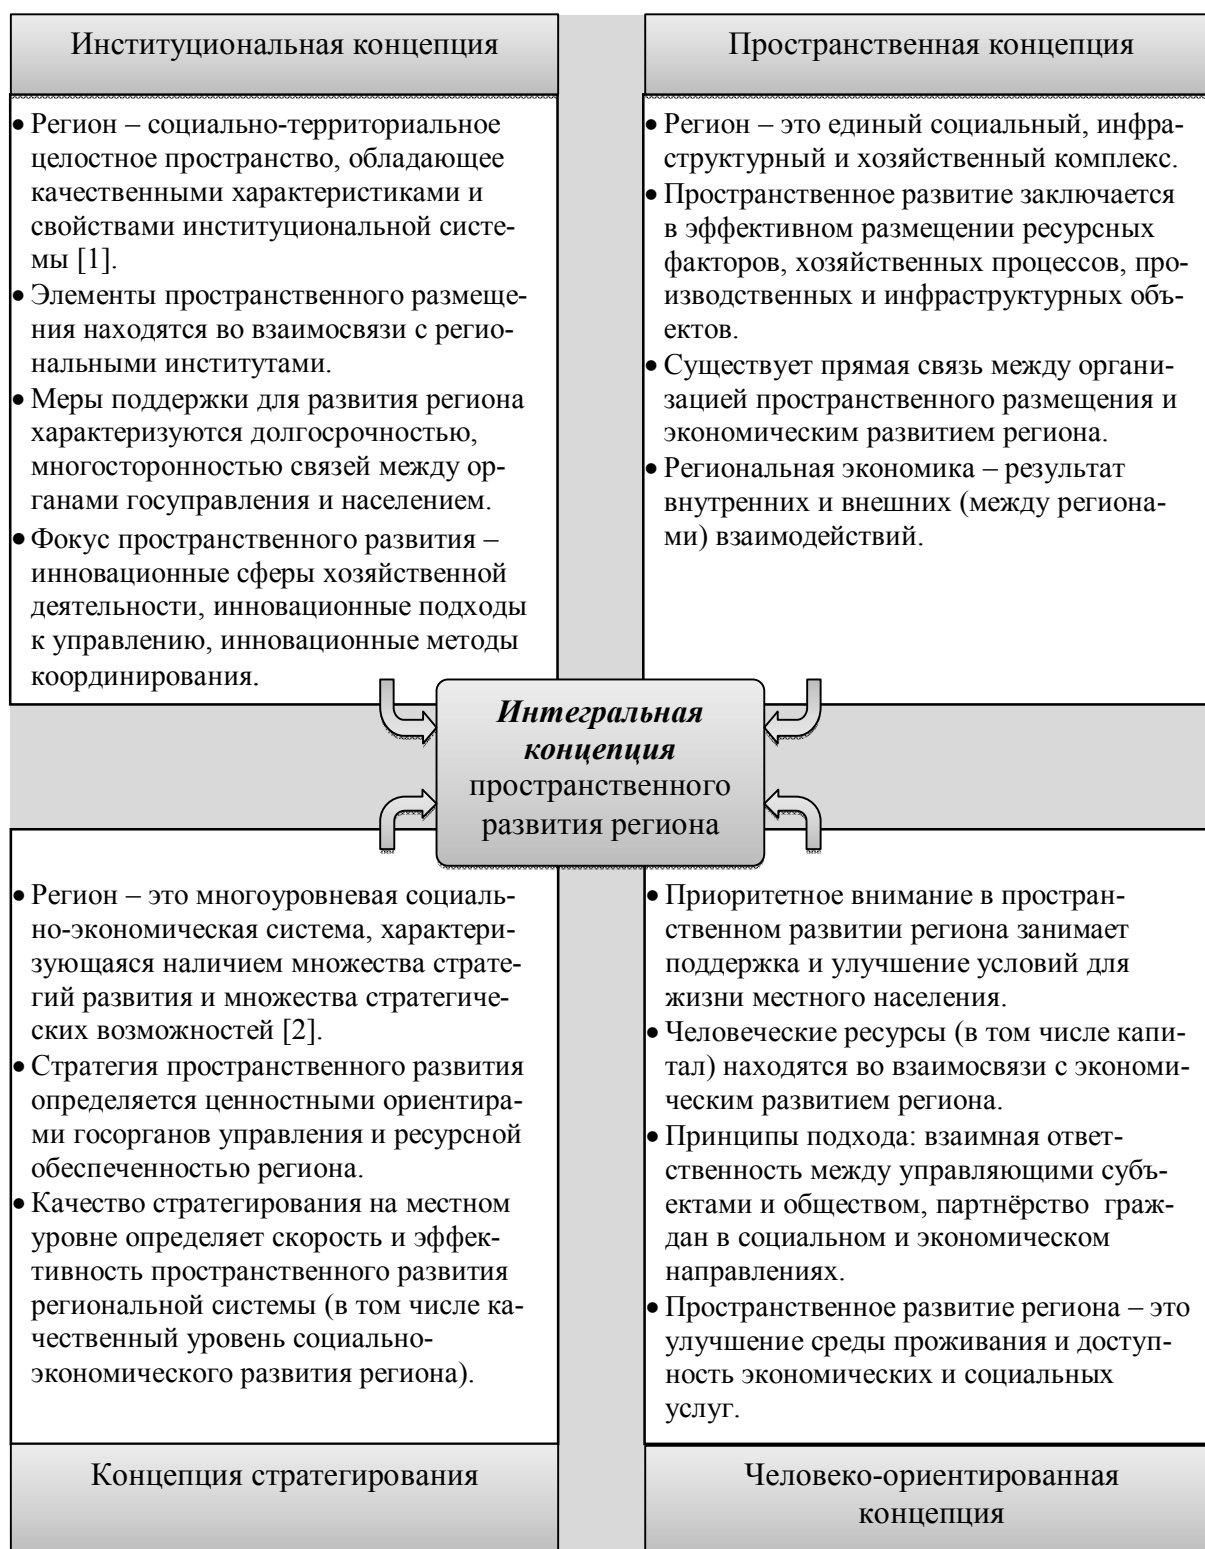 Институциональная концепция
• Регион – социально-территориальное
целостное пространство, обладающее
качественными характеристиками и
свойствами институциональной систе-
мы [1].
• Элементы пространственного размеще-
ния находятся во взаимосвязи с регио-
нальными институтами.
• Меры поддержки для развития региона
характеризуются долгосрочностью,
многосторонностью связей между ор-
ганами госуправления и населением.
• Фокус пространственного развития –
инновационные сферы хозяйственной
деятельности, инновационные подходы
к управлению, инновационные методы
координирования.
Пространственная концепция
• Регион – это единый социальный, инфра-
структурный и хозяйственный комплекс.
• Пространственное развитие заключается
в эффективном размещении ресурсных
факторов, хозяйственных процессов, про-
изводственных и инфраструктурных объ-
ектов.
• Существует прямая связь между органи-
зацией пространственного размещения и
экономическим развитием региона.
• Региональная экономика – результат
внутренних и внешних (между региона-
ми) взаимодействий.
Интегральная
концепция
пространственного
развития региона
• Регион – это многоуровневая социаль-
но-экономическая система, характери-
зующаяся наличием множества страте-
гий развития и множества стратегиче-
ских возможностей [2].
• Стратегия пространственного развития
определяется ценностными ориентира-
ми госорганов управления и ресурсной
обеспеченностью региона.
• Качество стратегирования на местном
уровне определяет скорость и эффек-
тивность пространственного развития
региональной системы (в том числе ка-
чественный уровень социально-
экономического развития региона).
Концепция стратегирования
• Приоритетное внимание в простран-
ственном развитии региона занимает
поддержка и улучшение условий для
жизни местного населения.
• Человеческие ресурсы (в том числе капи-
тал) находятся во взаимосвязи с экономи-
ческим развитием региона.
• Принципы подхода: взаимная ответ-
ственность между управляющими субъ-
ектами и обществом, партнёрство граж-
дан в социальном и экономическом
направлениях.
• Пространственное развитие региона – это
улучшение среды проживания и доступ-
ность экономических и социальных
услуг.
Человеко-ориентированная
концепция